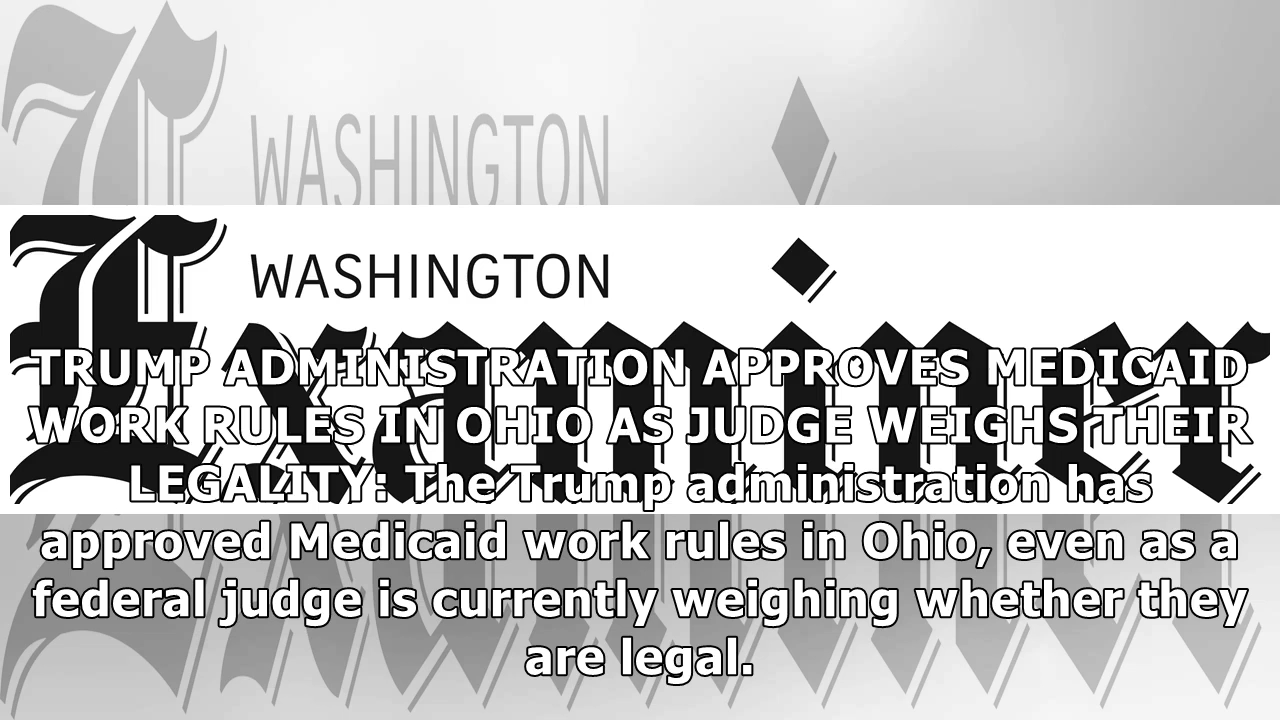 WASHINGTON
WASHINGTON
Examiner
TRUMP ADMINISTRATION APPROVES MEDICAID
WORK RULES IN OHIO AS JUDGE WEIGHS THEIR
LEGALITY: The Trump administration has
approved Medicaid work rules in Ohio, even as a
federal judge is currently weighing whether they
are legal.